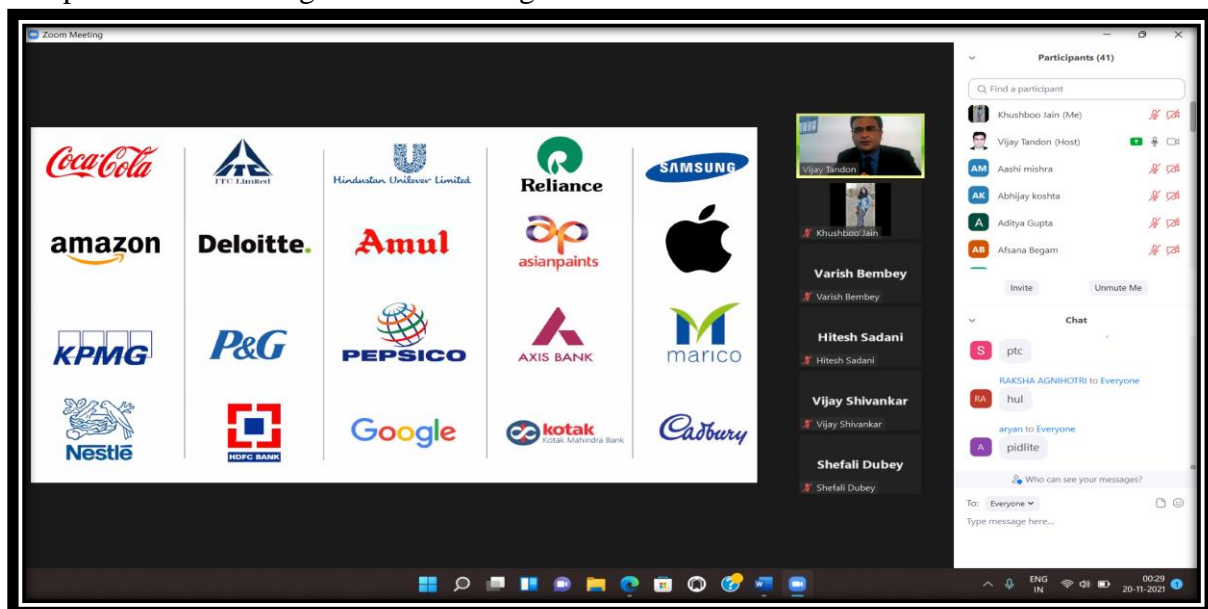 Zoom Meeting
Coca-Cola
ITC Limited
Hindustan Unilever Limited
Reliance
SAMSUNG
amazon
Deloitte.
Amul
ap
asianpaints
KPMG
P&G
PEPSICO
AXIS BANK
marico
Nestlē
HDFC BANK
Google
kotak
Kotak Mahindra Bank
Cadbury
Vijay Tandon
Khushboo Jain
Varish Bembey
Varish Bembey
Hitesh Sadani
Hitesh Sadani
Vijay Shivankar
Vijay Shivankar
Shefali Dubey
Shefali Dubey
Participants (41)
Find a participant
Khushboo Jain (Me)
Vijay Tandon (Host)
AM Aashi mishra
AK Abhijay koshta
A Aditya Gupta
AB Afsana Begam
Invite Unmute Me
Chat
S ptc
RAKSHA AGNIHOTRI to Everyone
RA hul
aryan to Everyone
A pidlite
Who can see your messages?
To: Everyone
Type message here...
ENG
IN
00:29
20-11-2021
1